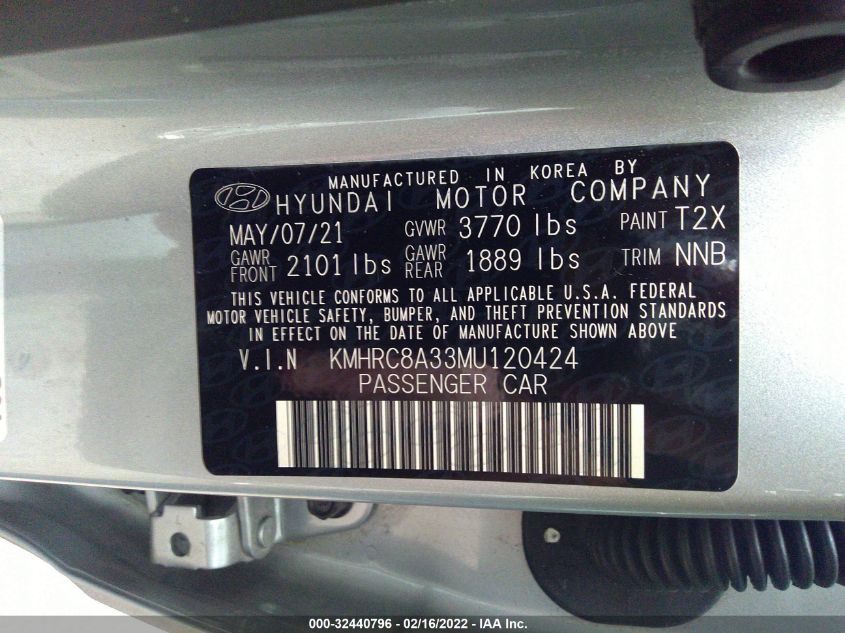 MANUFACTURED IN KOREA BY
HYUNDAI MOTOR COMPANY
MAY/07/21 GVWR 3770 lbs PAINT T2X
GAWR FRONT 2101 lbs GAWR REAR 1889 lbs TRIM NNB
THIS VEHICLE CONFORMS TO ALL APPLICABLE U.S.A. FEDERAL
MOTOR VEHICLE SAFETY, BUMPER, AND THEFT PREVENTION STANDARDS
IN EFFECT ON THE DATE OF MANUFACTURE SHOWN ABOVE
V.I.N KMHRC8A33MU120424
PASSENGER CAR
000-32440796 - 02/16/2022 - IAA Inc.